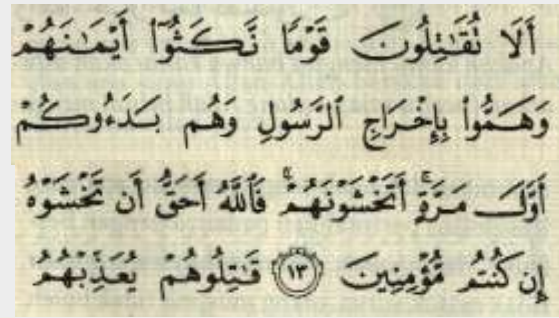 أَلَا تُقَٰتِلُونَ قَوْمًا نَّكَثُوٓا۟ أَيْمَٰنَهُمْ
وَهَمُّوا۟ بِإِخْرَاجِ ٱلرَّسُولِ وَهُم بَدَءُوكُمْ
أَوَّلَ مَرَّةٍ ۚ أَتَخْشَوْنَهُمْ ۚ فَٱللَّهُ أَحَقُّ أَن تَخْشَوْهُ
إِن كُنتُم مُّؤْمِنِينَ ﴿١٣﴾ قَٰتِلُوهُمْ يُعَذِّبْهُمُ